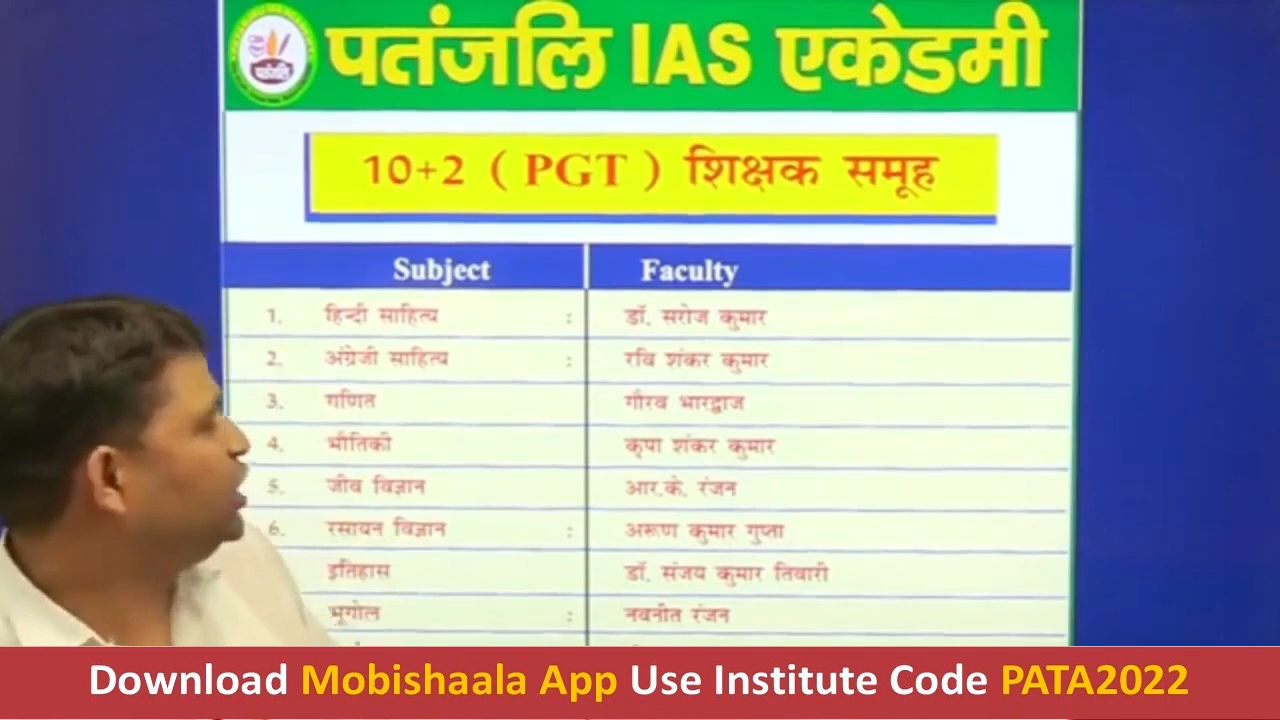 पतंजलि
पतंजलि IAS एकेडमी
10+2 ( PGT ) शिक्षक समूह
Subject Faculty
1. हिन्दी साहित्य : डॉ. सरोज कुमार
2. अंग्रेजी साहित्य : रवि शंकर कुमार
3. गणित गौरव भारद्वाज
4. भौतिकी कृपा शंकर कुमार
5. जीव विज्ञान आर.के. रंजन
6. रसायन विज्ञान : अरूण कुमार गुप्ता
इतिहास डॉ. संजय कुमार तिवारी
भूगोल : नवनीत रंजन
Download Mobishaala App Use Institute Code PATA2022